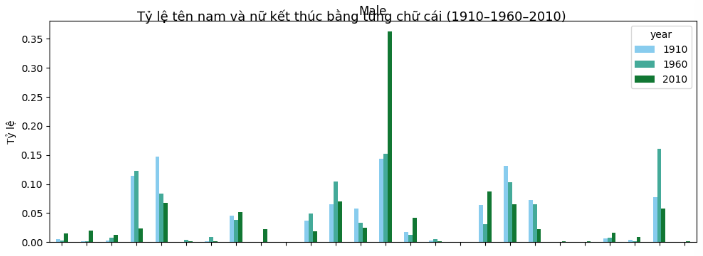 Male
Tỷ lệ tên nam và nữ kết thúc bằng từng chữ cái (1910–1960–2010)
year
1910
1960
2010
Tỷ lệ
0.35
0.30
0.25
0.20
0.15
0.10
0.05
0.00